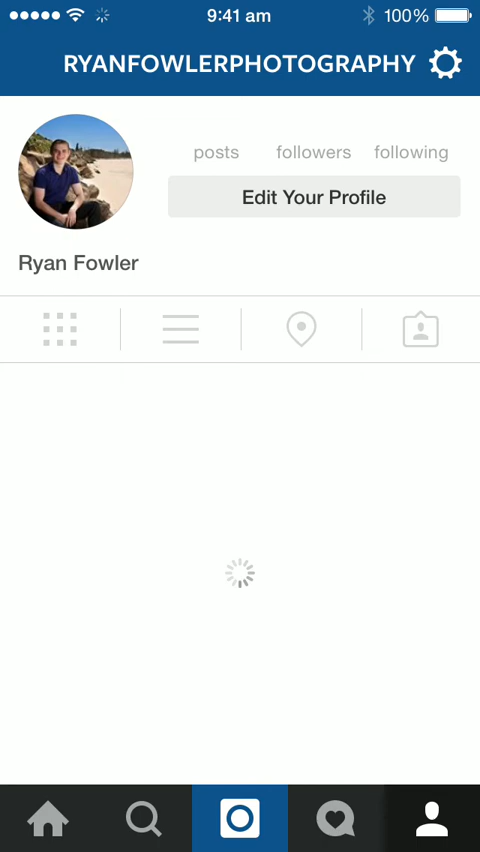 9:41 am 100%
RYANFOWLERPHOTOGRAPHY
posts followers following
Edit Your Profile
Ryan Fowler